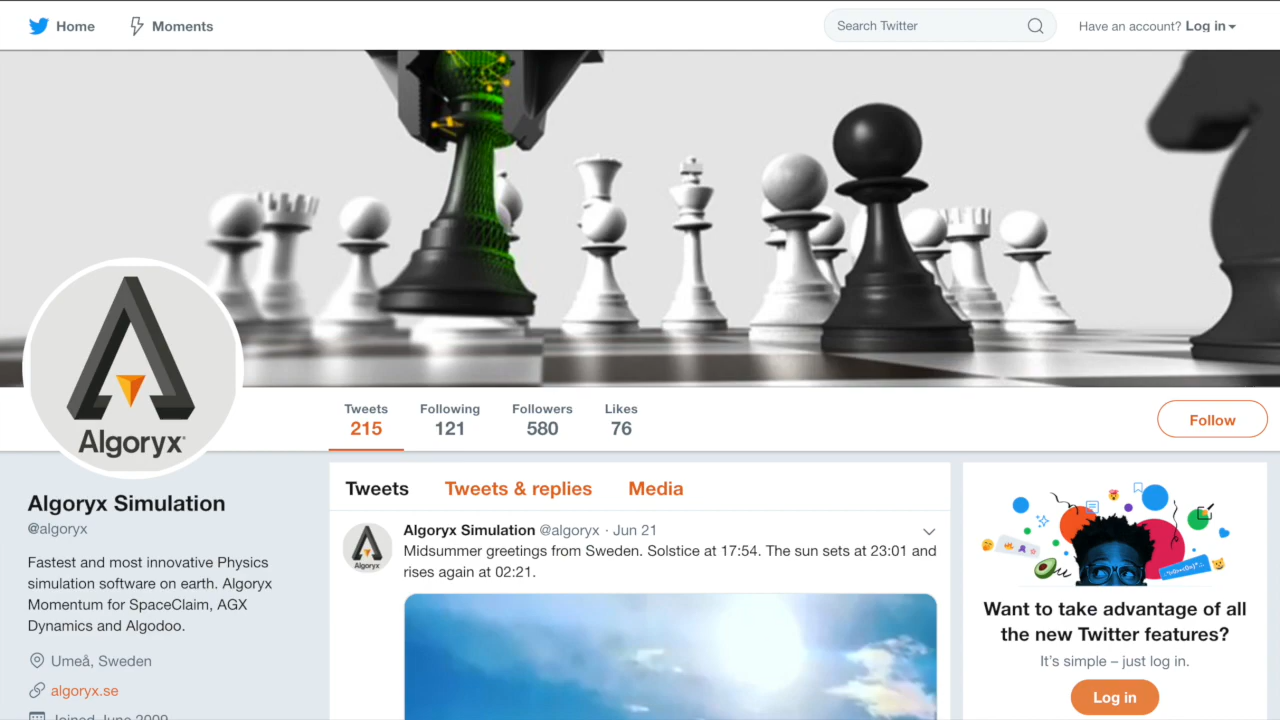 Home
Moments
Search Twitter
Have an account? Log in
Algoryx
Tweets
215
Following
121
Followers
580
Likes
76
Follow
Algoryx Simulation
@algoryx
Fastest and most innovative Physics
simulation software on earth. Algoryx
Momentum for SpaceClaim, AGX
Dynamics and Algodoo.
Umeå, Sweden
algoryx.se
Joined June 2009
Tweets
Tweets & replies
Media
Algoryx
Algoryx Simulation @algoryx · Jun 21
Midsummer greetings from Sweden. Solstice at 17:54. The sun sets at 23:01 and
rises again at 02:21.
Want to take advantage of all
the new Twitter features?
It's simple – just log in.
Log in